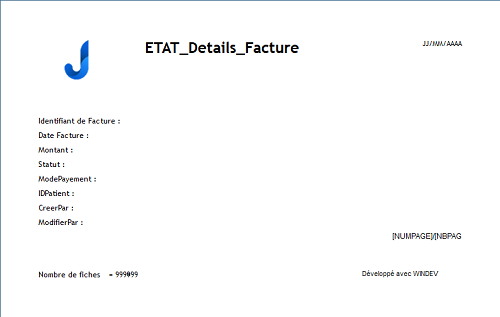 ETAT_Details_Facture
JJ/MM/AAAA
Identifiant de Facture :
Date Facture :
Montant :
Statut :
ModePayement :
IDPatient :
CreerPar :
ModifierPar :
[NUMPAGE]/[NBPAG
Nombre de fiches = 999099
Développé avec WINDEV